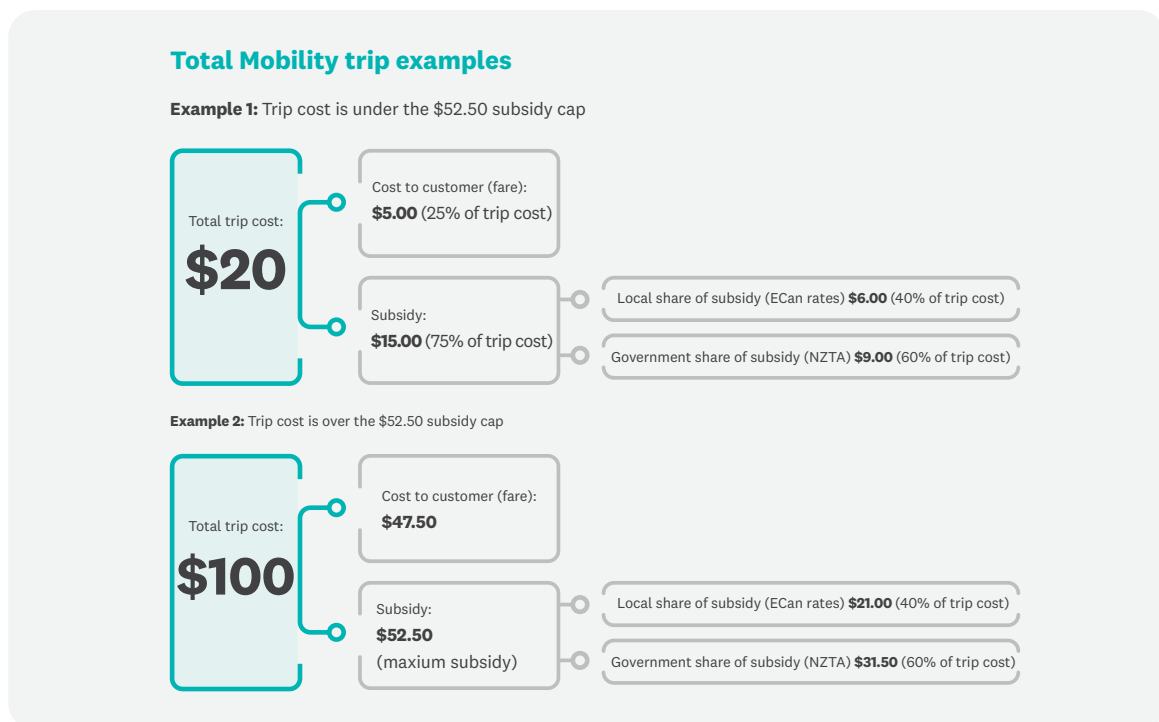 Total Mobility trip examples
Example 1: Trip cost is under the $52.50 subsidy cap
Total trip cost:
$20
Cost to customer (fare):
$5.00 (25% of trip cost)
Subsidy:
$15.00 (75% of trip cost)
Local share of subsidy (ECan rates) $6.00 (40% of trip cost)
Government share of subsidy (NZTA) $9.00 (60% of trip cost)
Example 2: Trip cost is over the $52.50 subsidy cap
Total trip cost:
$100
Cost to customer (fare):
$47.50
Subsidy:
$52.50
(maxium subsidy)
Local share of subsidy (ECan rates) $21.00 (40% of trip cost)
Government share of subsidy (NZTA) $31.50 (60% of trip cost)